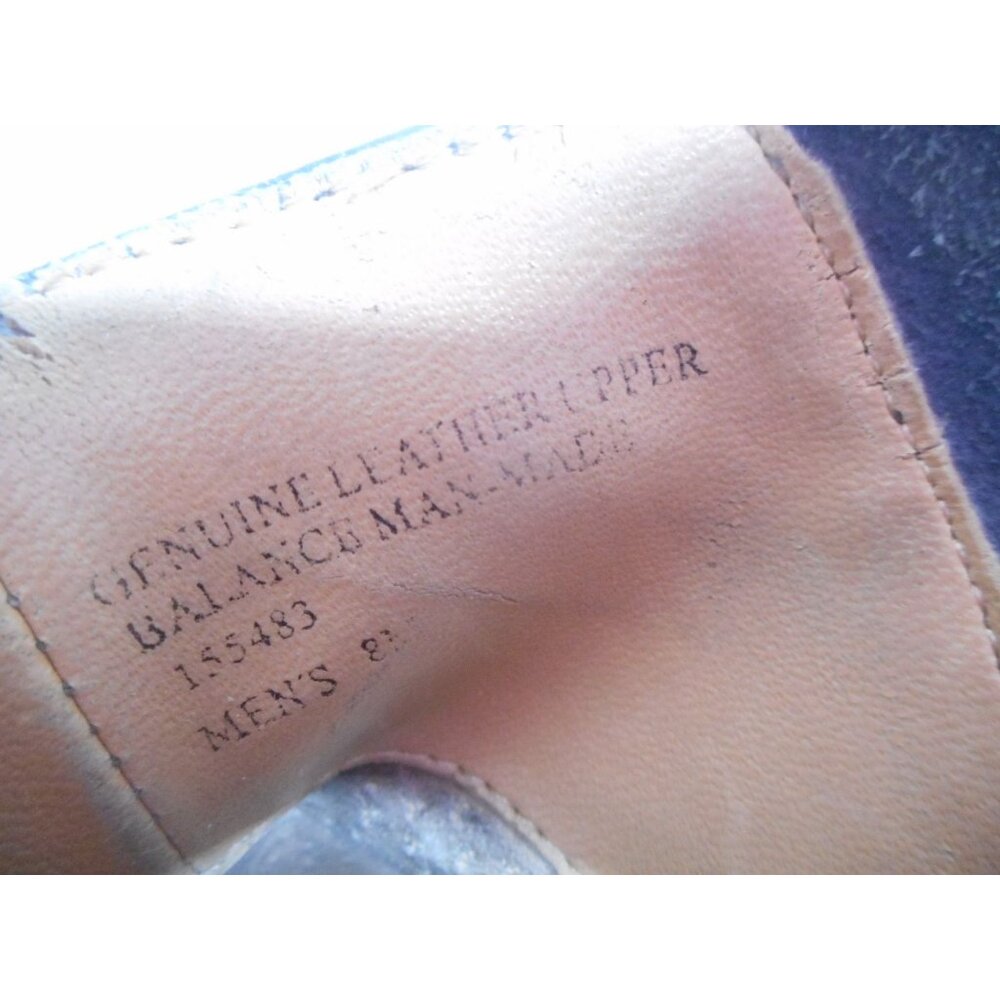 GENUINE LEATHER UPPER
BALANCE MAN-MADE
155483
MEN'S